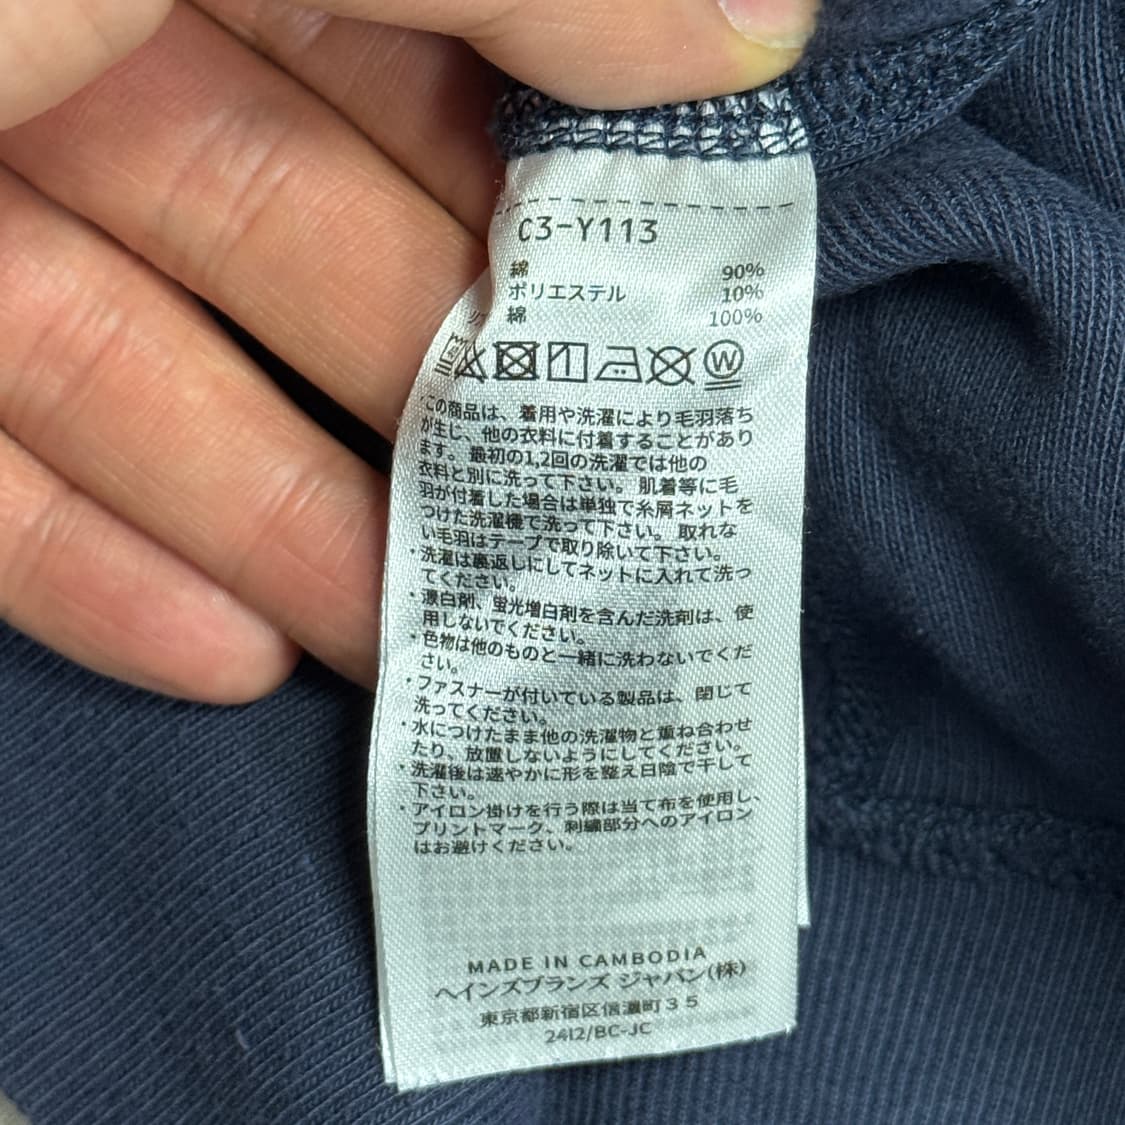 C3-Y113
綿 90%
ポリエステル 10%
綿 100%
W
この商品は、着用や洗濯により毛羽落ち
が生じ、他の衣料に付着することがあり
ます。最初の1,2回の洗濯では他の
衣料と別に洗って下さい。肌着等に毛
羽が付着した場合は単独で糸屑ネットを
つけた洗濯機で洗って下さい。取れな
い毛羽はテープで取り除いて下さい。
・洗濯は裏返しにしてネットに入れて洗っ
てください。
・漂白剤、蛍光増白剤を含んだ洗剤は、使
用しないでください。
・色物は他のものと一緒に洗わないでくだ
さい。
・ファスナーが付いている製品は、閉じて
洗ってください。
・水につけたまま他の洗濯物と重ね合わせ
たり、放置しないようにしてください。
・洗濯後は速やかに形を整え日陰で干して
下さい。
・アイロン掛けを行う際は当て布を使用し、
プリントマーク、刺繍部分へのアイロン
はお避けください。
MADE IN CAMBODIA
ヘインズブランズ ジャパン(株)
東京都新宿区信濃町35
2412/BC-JC